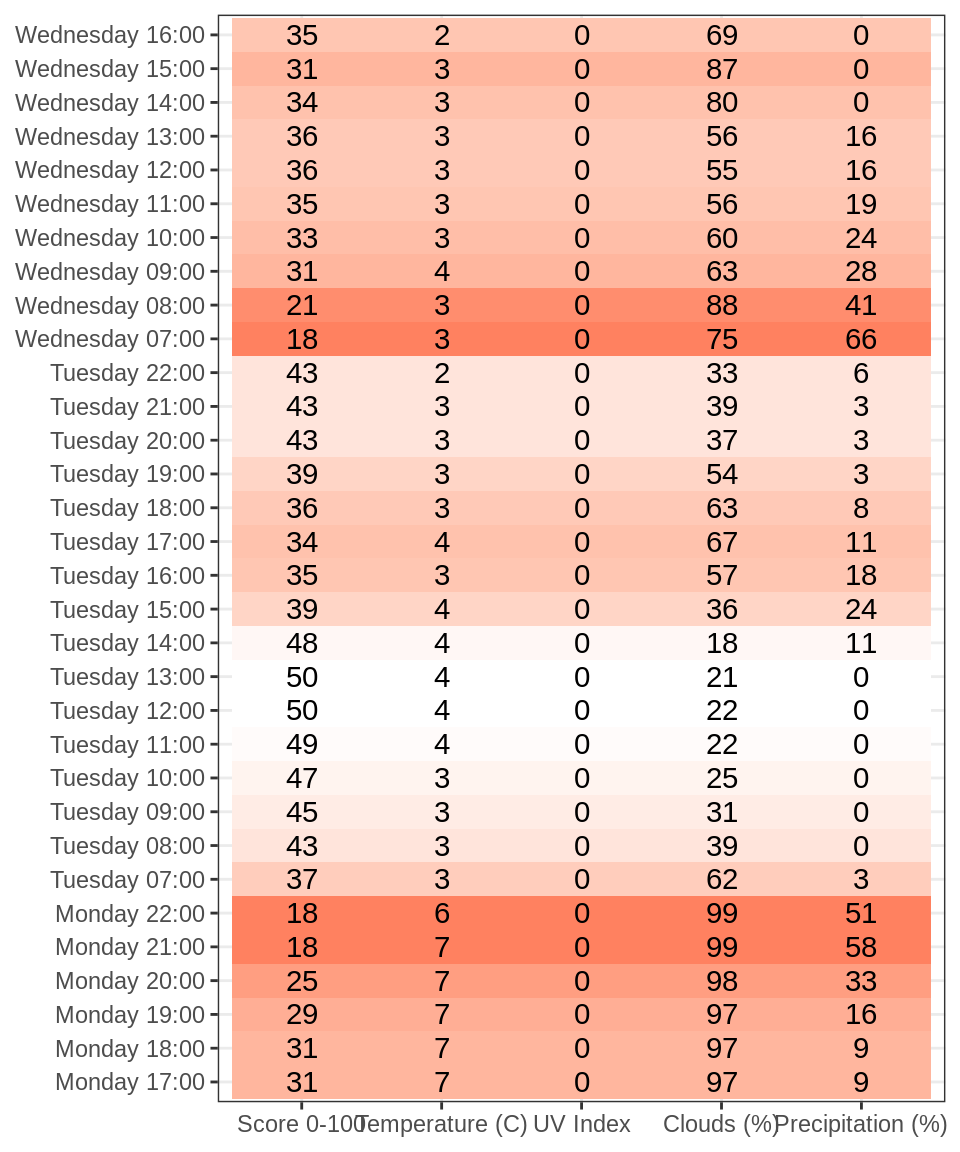 Wednesday 16:00 35 2 0 69 0
Wednesday 15:00 31 3 0 87 0
Wednesday 14:00 34 3 0 80 0
Wednesday 13:00 36 3 0 56 16
Wednesday 12:00 36 3 0 55 16
Wednesday 11:00 35 3 0 56 19
Wednesday 10:00 33 3 0 60 24
Wednesday 09:00 31 4 0 63 28
Wednesday 08:00 21 3 0 88 41
Wednesday 07:00 18 3 0 75 66
Tuesday 22:00 43 2 0 33 6
Tuesday 21:00 43 3 0 39 3
Tuesday 20:00 43 3 0 37 3
Tuesday 19:00 39 3 0 54 3
Tuesday 18:00 36 3 0 63 8
Tuesday 17:00 34 4 0 67 11
Tuesday 16:00 35 3 0 57 18
Tuesday 15:00 39 4 0 36 24
Tuesday 14:00 48 4 0 18 11
Tuesday 13:00 50 4 0 21 0
Tuesday 12:00 50 4 0 22 0
Tuesday 11:00 49 4 0 22 0
Tuesday 10:00 47 3 0 25 0
Tuesday 09:00 45 3 0 31 0
Tuesday 08:00 43 3 0 39 0
Tuesday 07:00 37 3 0 62 3
Monday 22:00 18 6 0 99 51
Monday 21:00 18 7 0 99 58
Monday 20:00 25 7 0 98 33
Monday 19:00 29 7 0 97 16
Monday 18:00 31 7 0 97 9
Monday 17:00 31 7 0 97 9
Score 0-100 Temperature (C) UV Index Clouds (%) Precipitation (%)